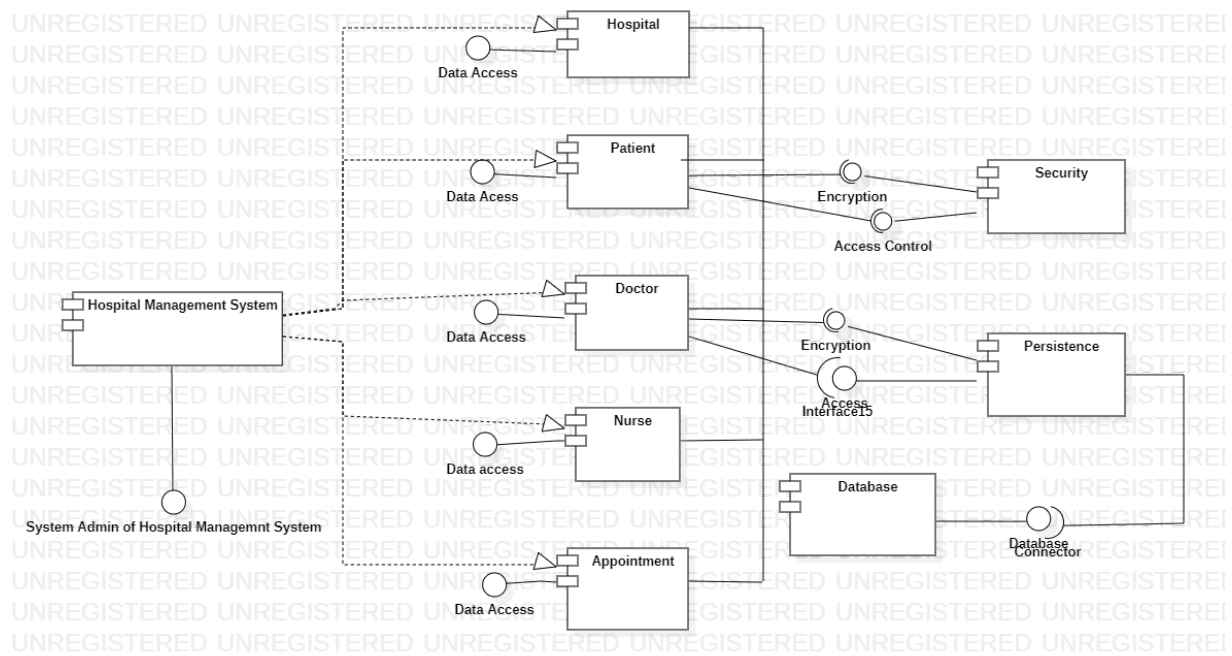 Hospital
Data Access
Patient
Data Acess
Encryption
Security
Access Control
Hospital Management System
Doctor
Data Access
Encryption
Persistence
Access
Interface15
Nurse
Data access
Database
System Admin of Hospital Managemnt System
Database
Connector
Appointment
Data Access
UNREGISTERED